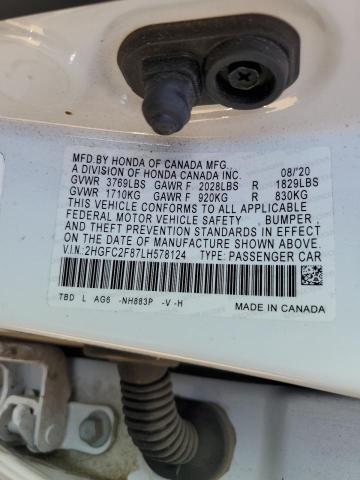 MFD.BY HONDA OF CANADA MFG.,
A DIVISION OF HONDA CANADA INC. 08/'20
GVWR 3769LBS GAWR F 2028LBS R 1829LBS
GVWR 1710KG GAWR F 920KG R 830KG
THIS VEHICLE CONFORMS TO ALL APPLICABLE
FEDERAL MOTOR VEHICLE SAFETY, BUMPER,
AND THEFT PREVENTION STANDARDS IN EFFECT
ON THE DATE OF MANUFACTURE SHOWN ABOVE.
V.I.N: 2HGFC2F87LH578124 TYPE: PASSENGER CAR
TBD L AG6 -NH883P -V -H
MADE IN CANADA